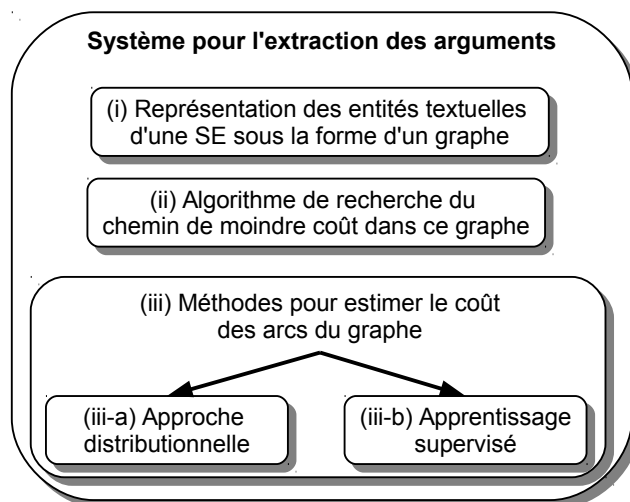 Système pour l'extraction des arguments
(i) Représentation des entités textuelles
d'une SE sous la forme d'un graphe
(ii) Algorithme de recherche du
chemin de moindre coût dans ce graphe
(iii) Méthodes pour estimer le coût
des arcs du graphe
(iii-a) Approche
distributionnelle
(iii-b) Apprentissage
supervisé